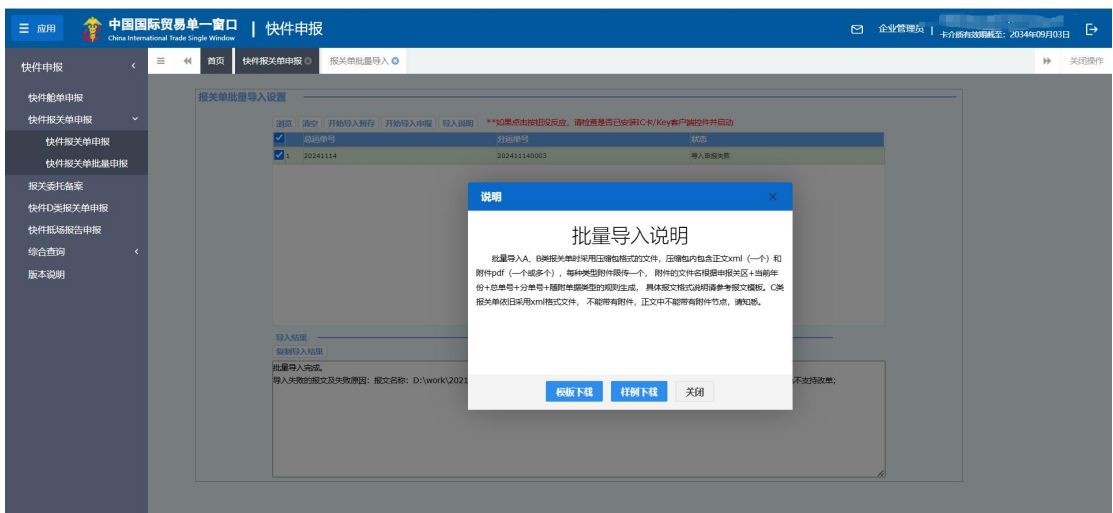 应用
中国国际贸易单一窗口
China International Trade Single Window
快件申报
企业管理员
卡介质有效期截至: 2034年09月03日
快件申报
首页
快件报关单申报
报关单批量导入
关闭操作
快件舱单申报
快件报关单申报
快件报关单申报
快件报关单批量申报
报关委托备案
快件D类报关单申报
快件抵场报告申报
综合查询
版本说明
报关单批量导入设置
浏览 清空 开始导入暂存 开始导入申报 导入说明 **如果点击按钮没反应，请检查是否已安装IC卡/Key客户端控件并启动
总运单号 分运单号 状态
1 20241114 202411140003 导入申报失败
说明
批量导入说明
批量导入A、B类报关单时采用压缩包格式的文件，压缩包内包含正文xml（一个）和
附件pdf（一个或多个），每种类型附件限传一个， 附件的文件名根据申报关区+当前年
份+总单号+分单号+随附单据类型的规则生成， 具体报文格式说明请参考报文模板。C类
报关单依旧采用xml格式文件， 不能带有附件，正文中不能带有附件节点，请知悉。
模板下载 样例下载 关闭
导入结果
复制导入结果
批量导入完成。
导入失败的报文及失败原因：报文名称：D:\work\2021
不支持改单;